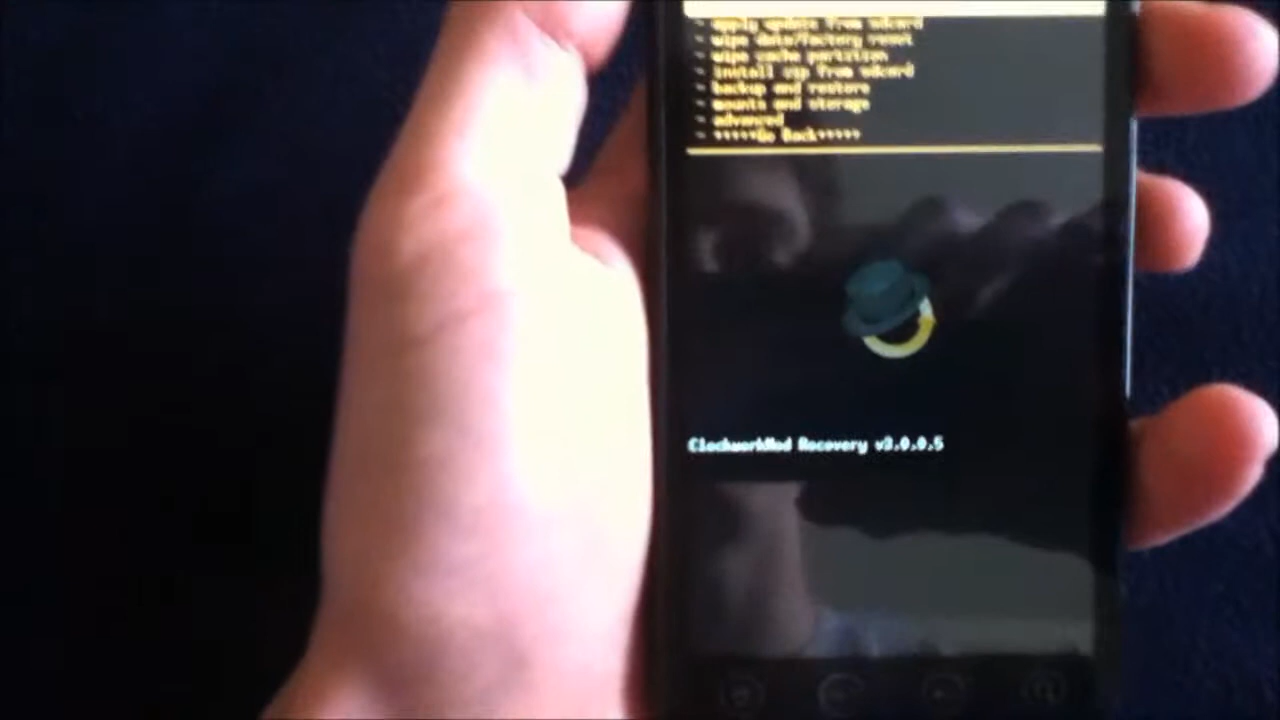 - apply update from sdcard
- wipe data/factory reset
- wipe cache partition
- install zip from sdcard
- backup and restore
- mounts and storage
- advanced
- *****Go Back*****
ClockworkMod Recovery v3.0.0.5